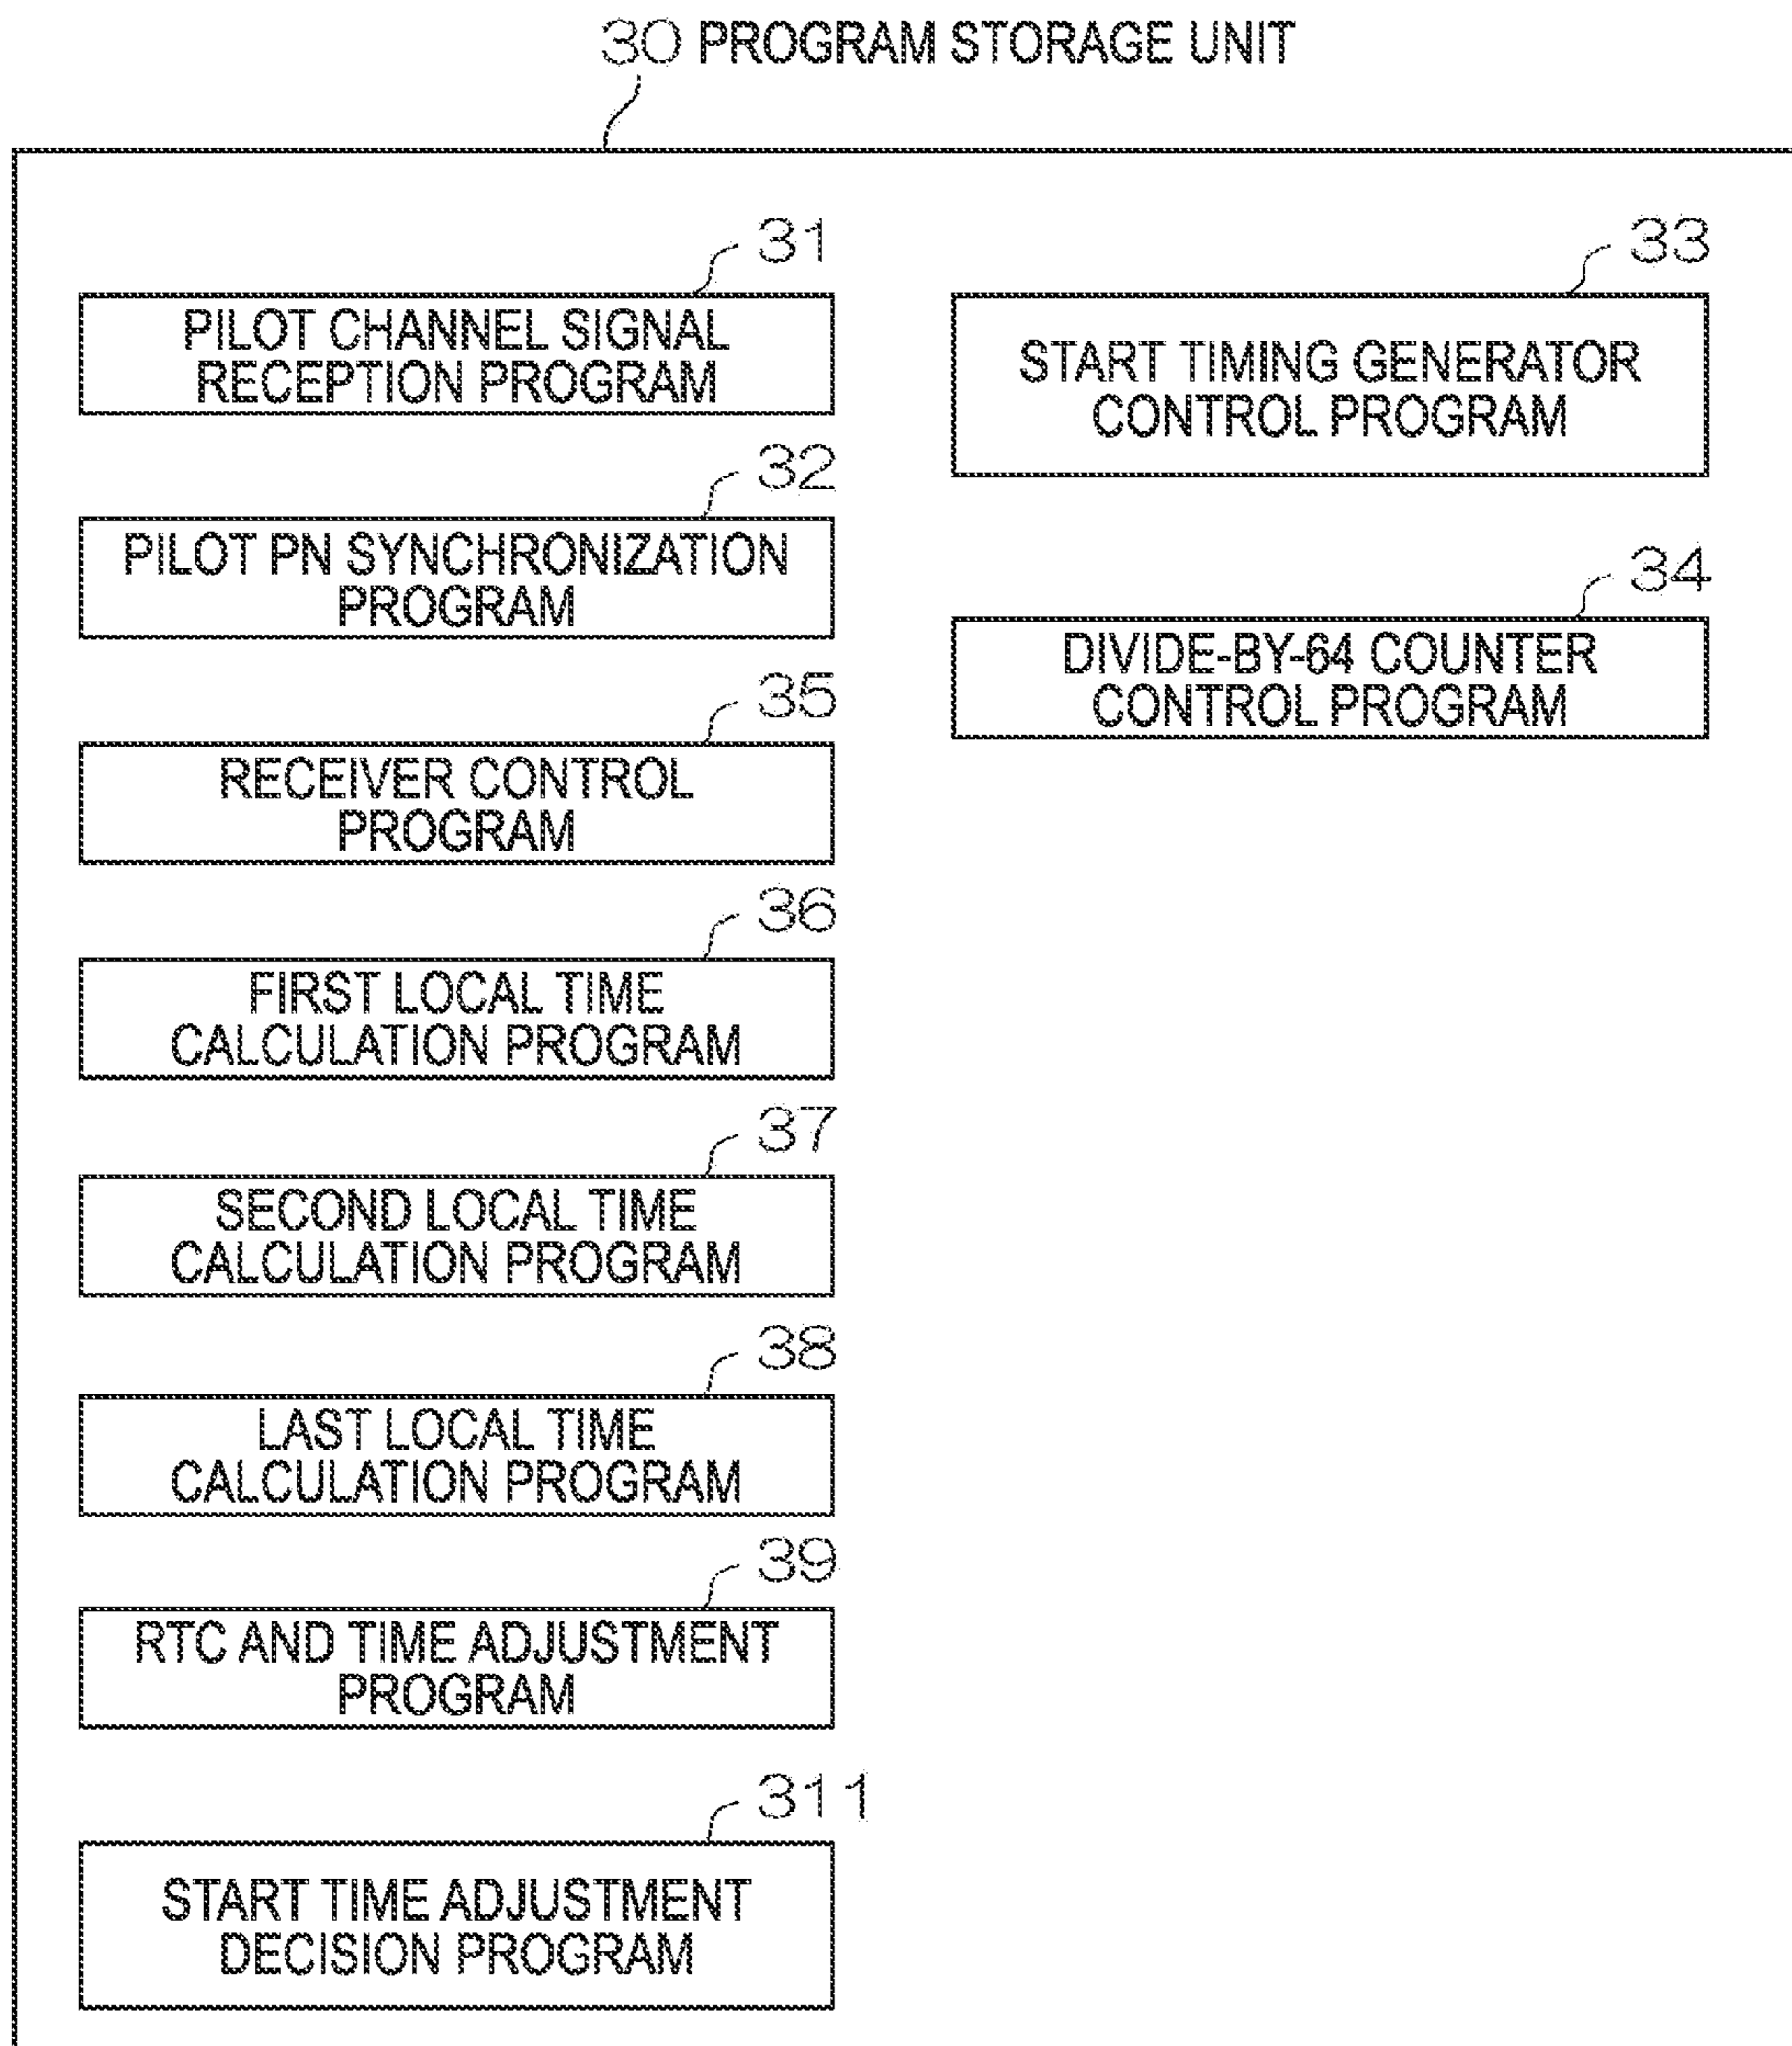 30 PROGRAM STORAGE UNIT
31
PILOT CHANNEL SIGNAL
RECEPTION PROGRAM
32
PILOT PN SYNCHRONIZATION
PROGRAM
35
RECEIVER CONTROL
PROGRAM
36
FIRST LOCAL TIME
CALCULATION PROGRAM
37
SECOND LOCAL TIME
CALCULATION PROGRAM
38
LAST LOCAL TIME
CALCULATION PROGRAM
39
RTC AND TIME ADJUSTMENT
PROGRAM
311
START TIME ADJUSTMENT
DECISION PROGRAM
33
START TIMING GENERATOR
CONTROL PROGRAM
34
DIVIDE-BY-64 COUNTER
CONTROL PROGRAM